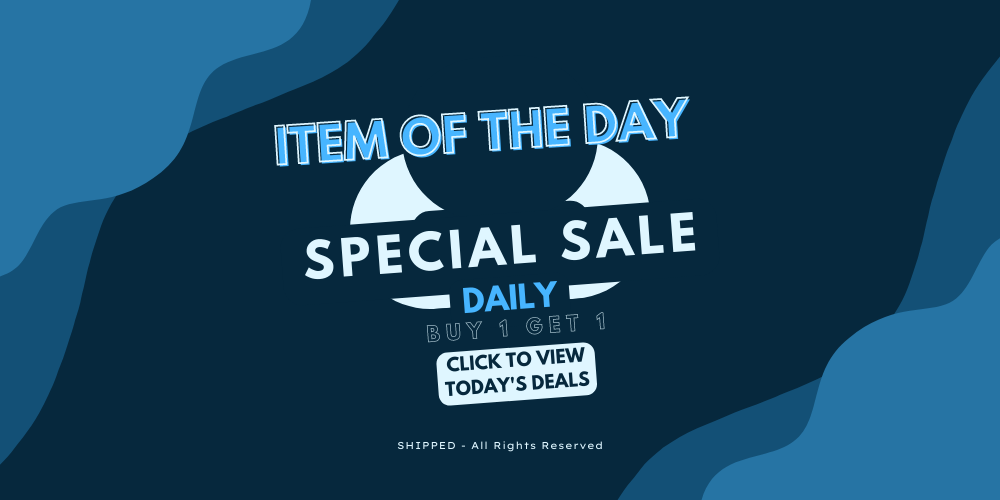 ITEM OF THE DAY
SPECIAL SALE
DAILY
BUY 1 GET 1
CLICK TO VIEW
TODAY'S DEALS
SHIPPED - All Rights Reserved